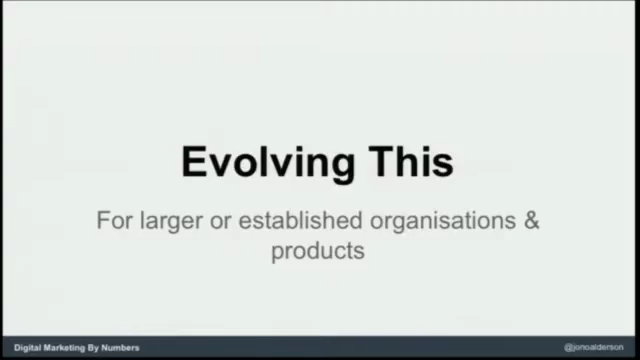 Evolving This
For larger or established organisations &
products
Digital Marketing By Numbers
@jonoalderson